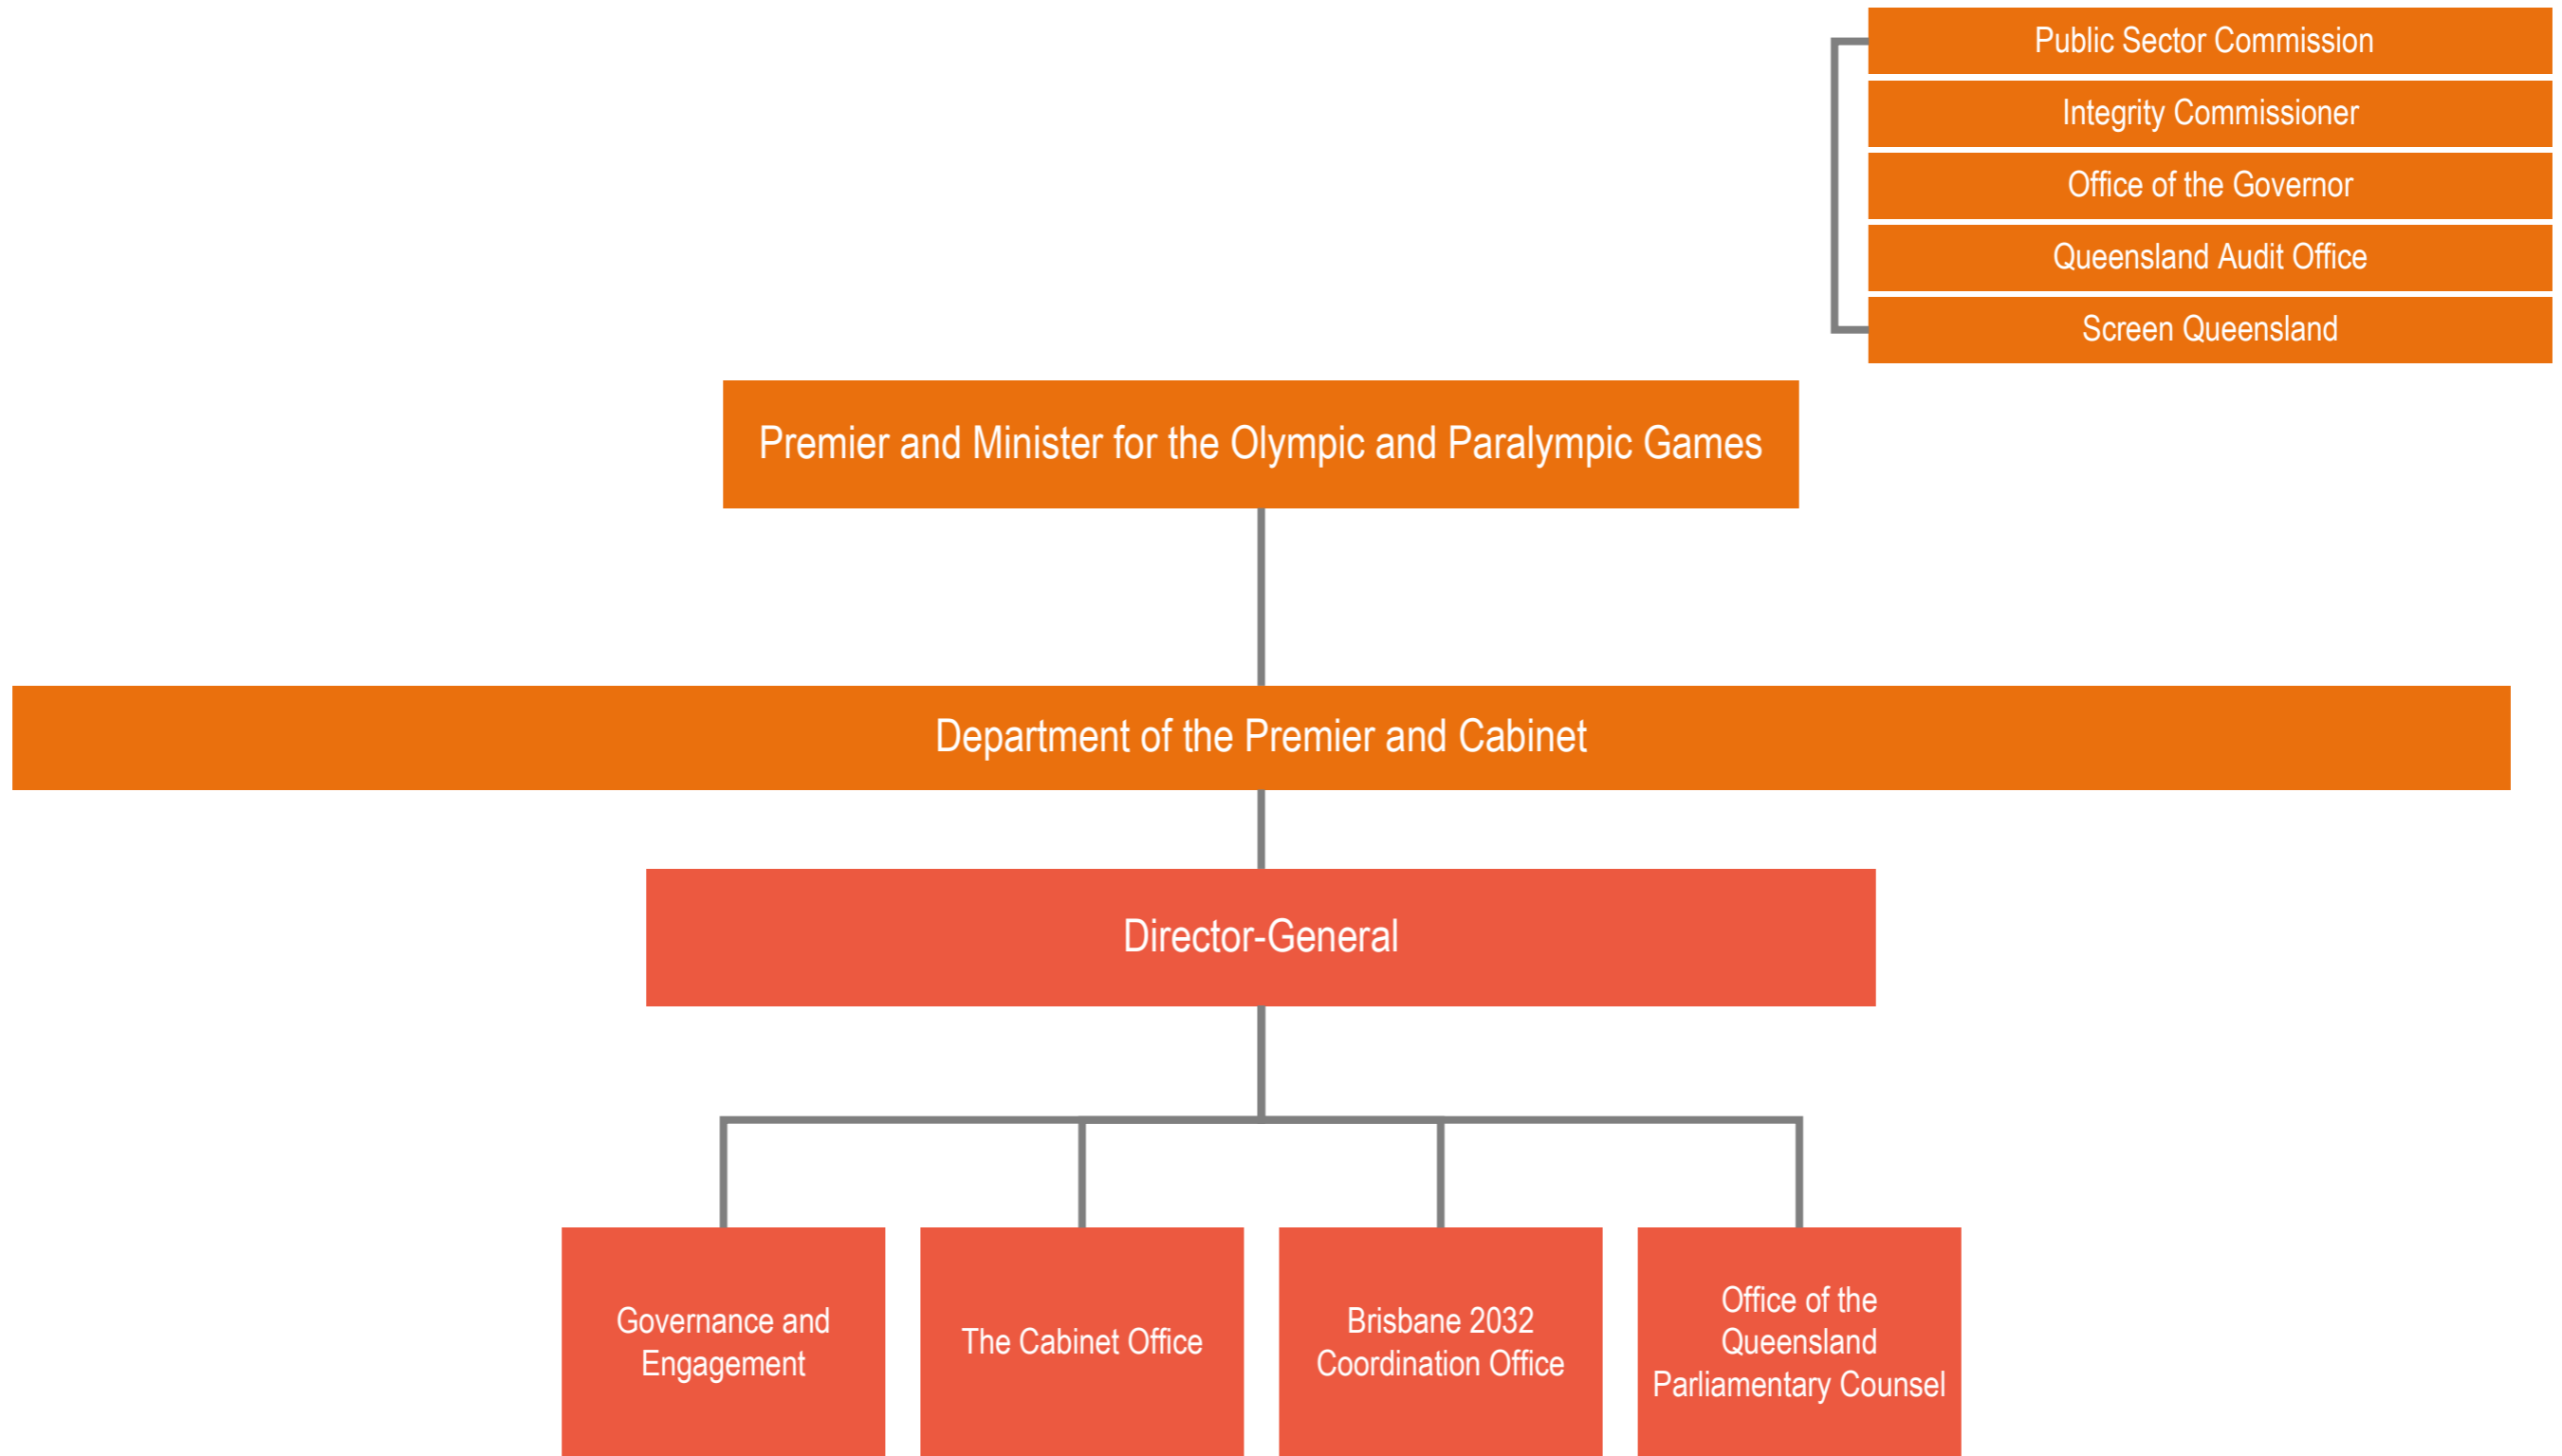 Public Sector Commission
Integrity Commissioner
Office of the Governor
Queensland Audit Office
Screen Queensland
Premier and Minister for the Olympic and Paralympic Games
Department of the Premier and Cabinet
Director-General
Governance and
Engagement
The Cabinet Office
Brisbane 2032
Coordination Office
Office of the
Queensland
Parliamentary Counsel